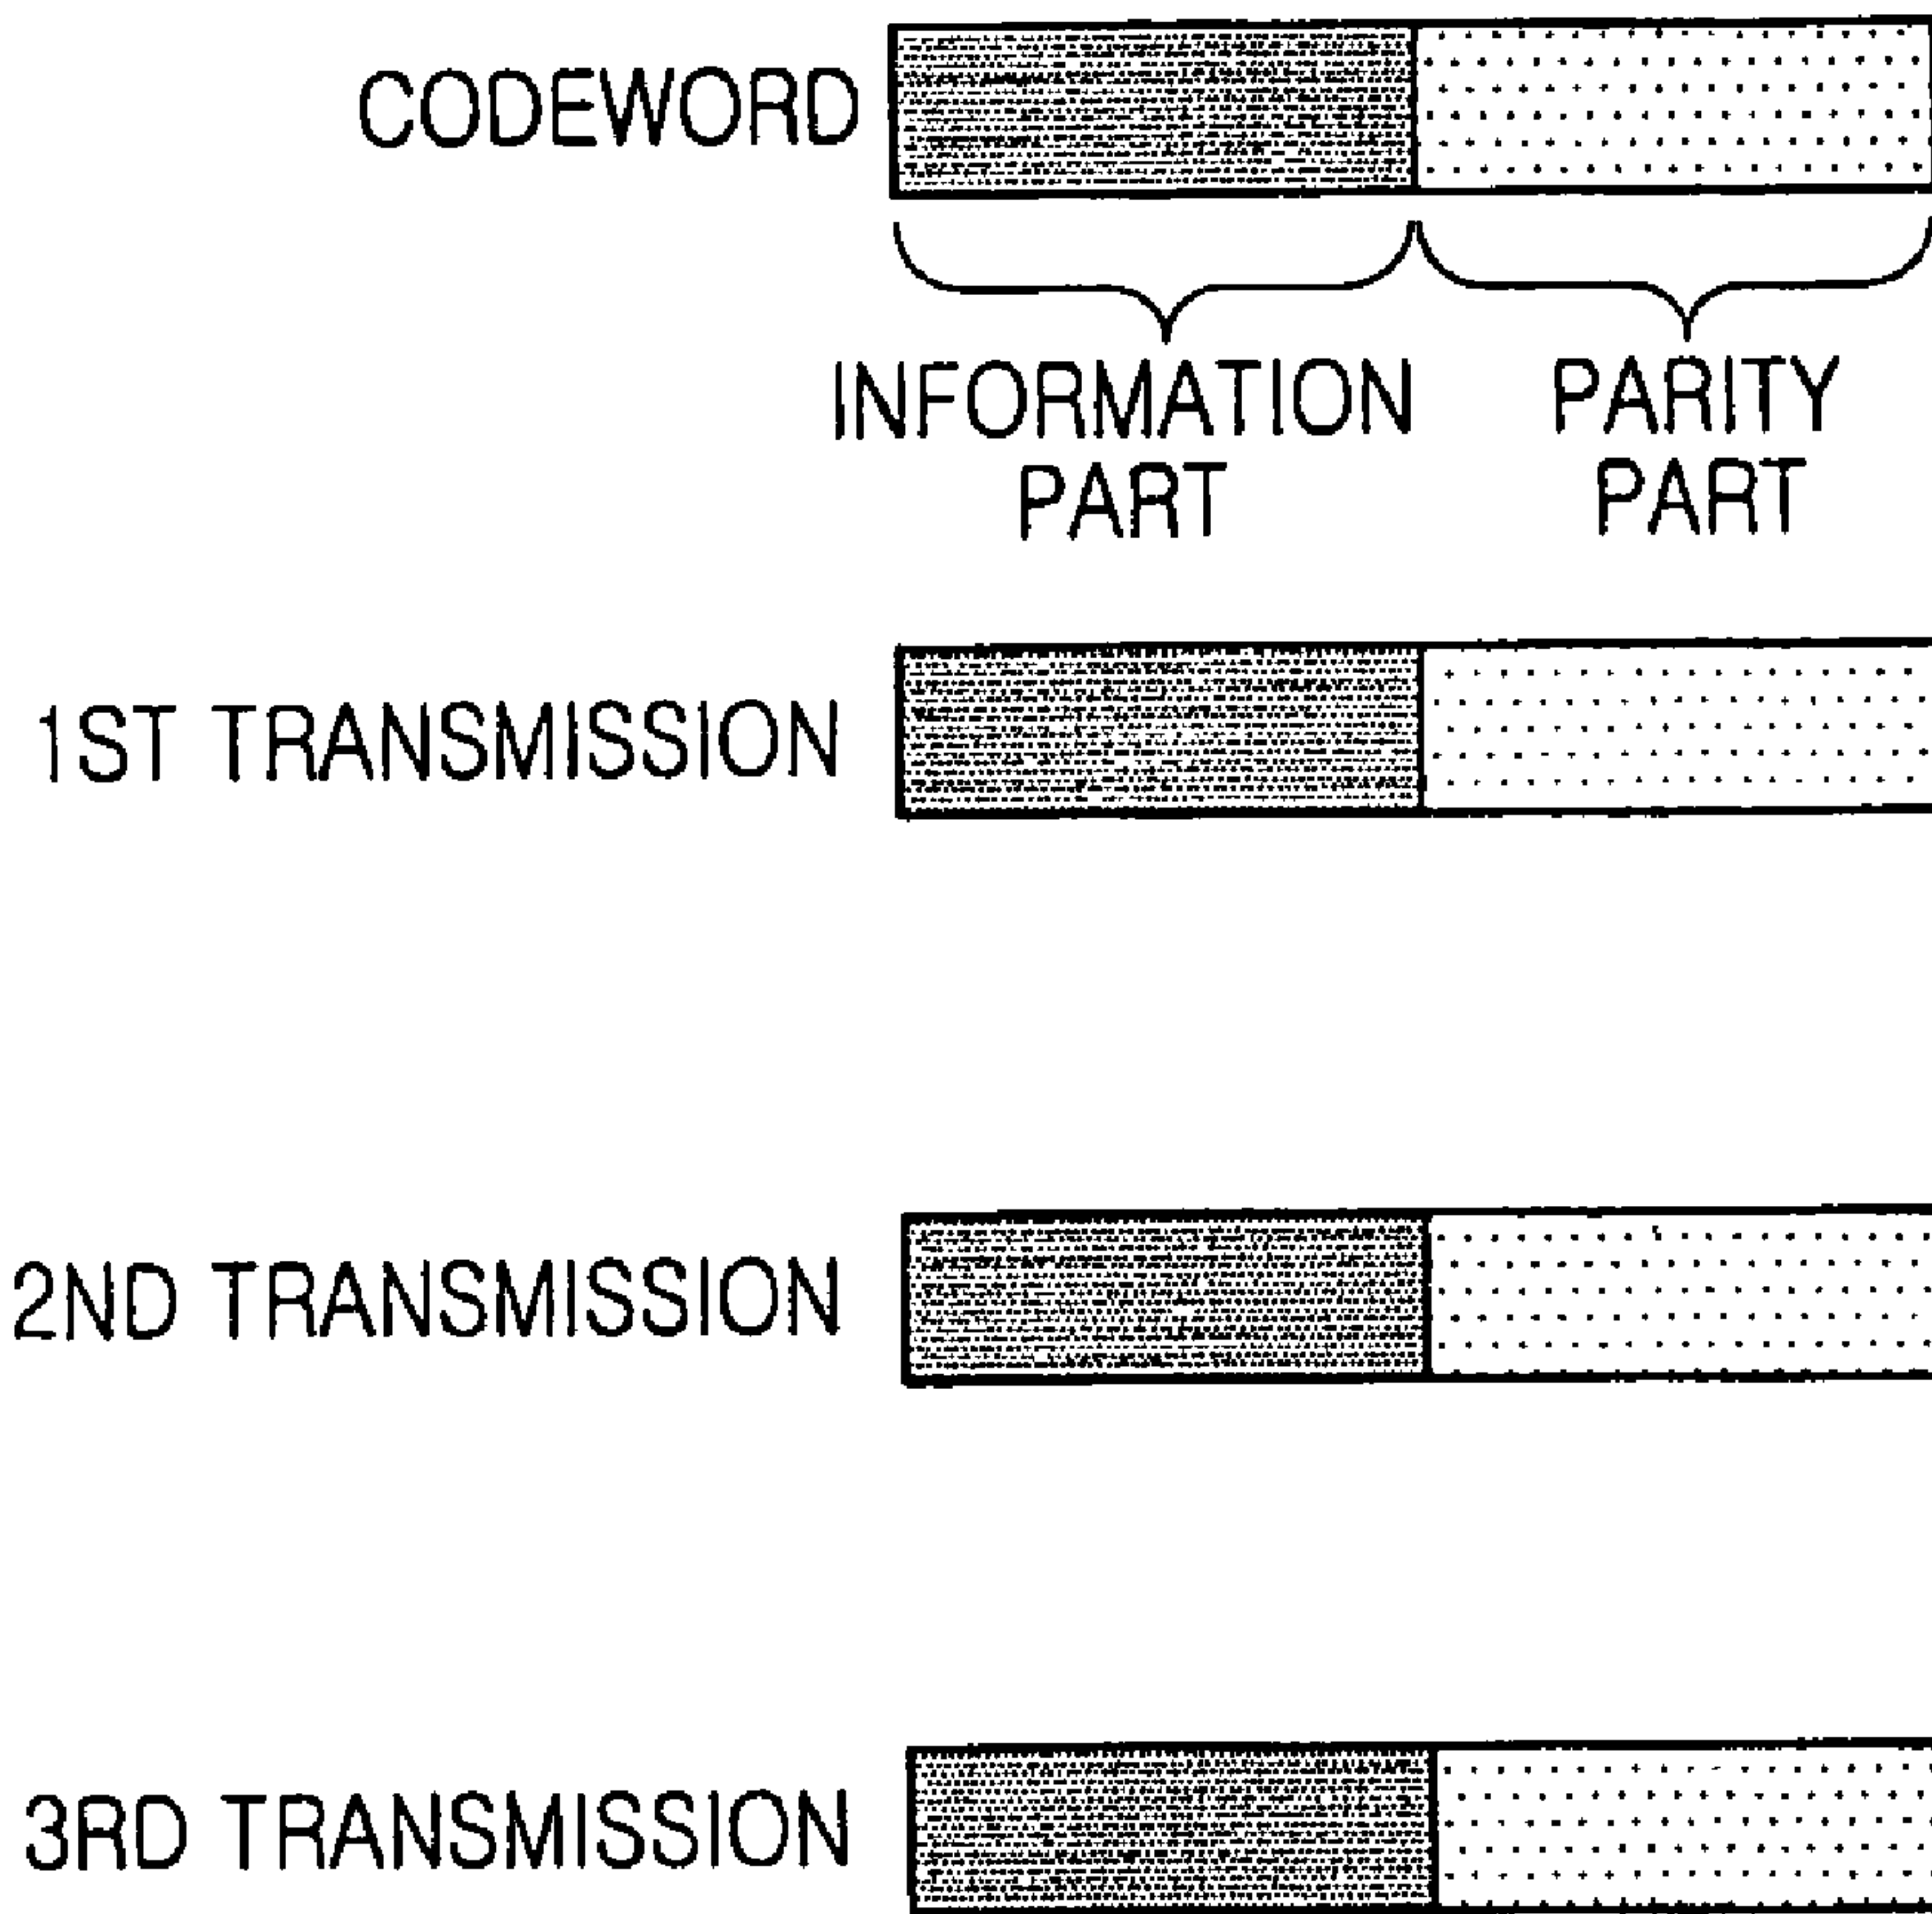 CODEWORD
INFORMATION PART
PARITY PART
1ST TRANSMISSION
2ND TRANSMISSION
3RD TRANSMISSION